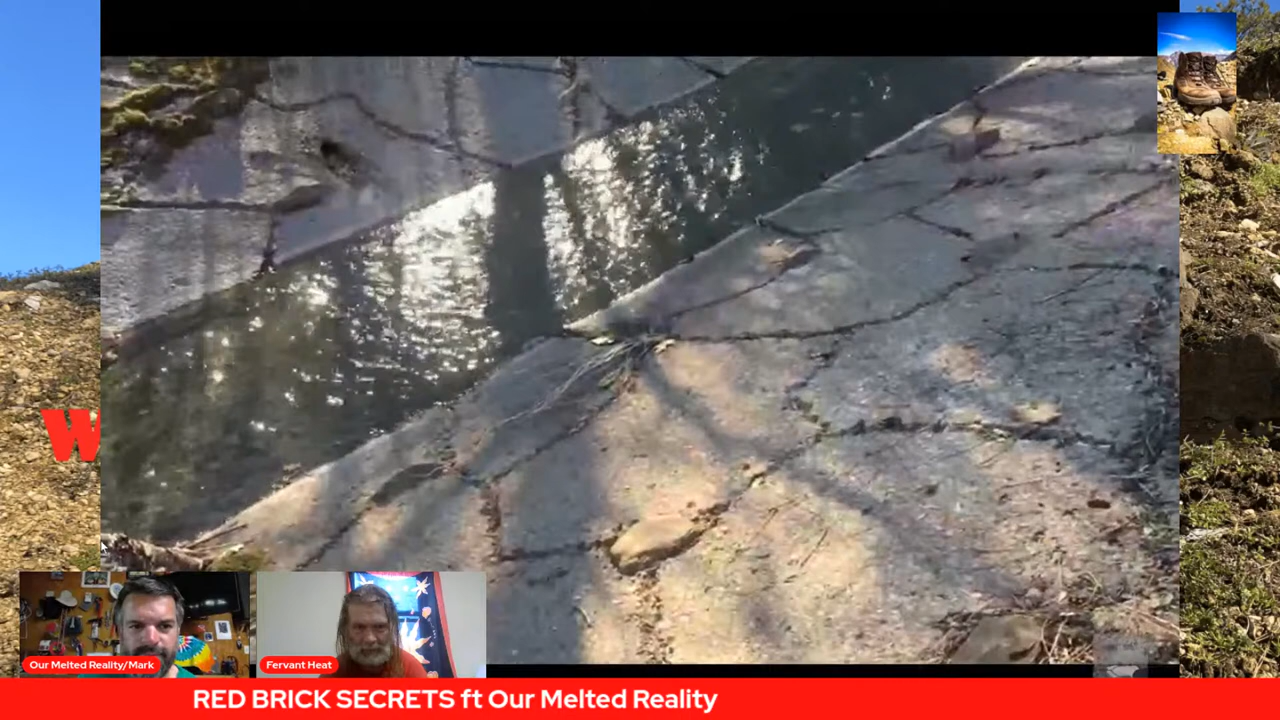 W
Our Melted Reality/Mark
Fervant Heat
RED BRICK SECRETS ft Our Melted Reality